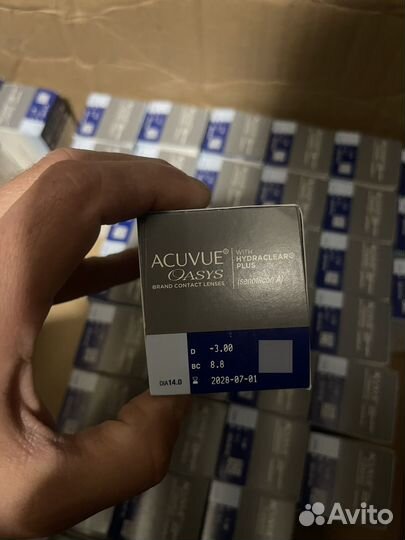 ACUVUE®
OASYS
BRAND CONTACT LENSES
WITH
HYDRACLEAR®
PLUS
(senofilcon A)
D -3.00
BC 8.8
2028-07-01
DIA14.0
Avito